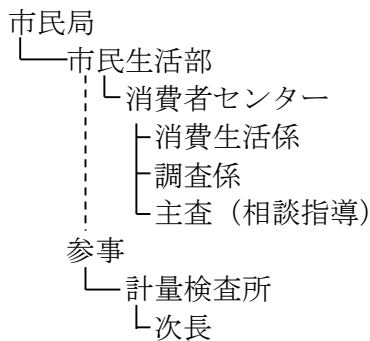 市民局
市民生活部
消費者センター
消費生活係
調査係
主査（相談指導）
参事
計量検査所
次長